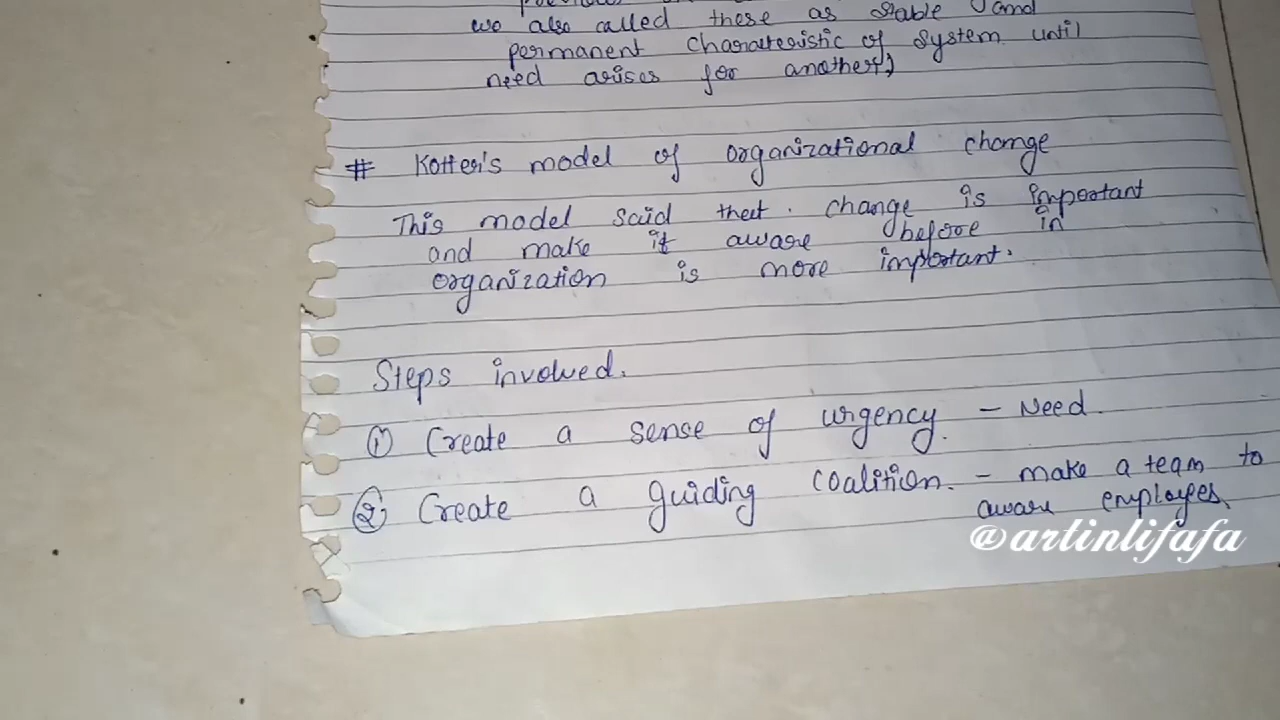 we also called these as stable and
permanent characteristic of system until
need arises for another)
# Kotter's model of organizational change
This model said that change is important
and make it aware before in
organization is more important.
Steps involved.
① Create a sense of urgency. - Need.
② Create a guiding coalition. - make a team to
aware employees
@artinlifafa